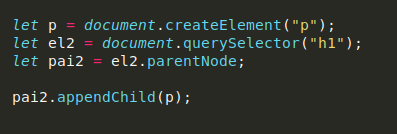 let p = document.createElement("p");
let el2 = document.querySelector("h1");
let pai2 = el2.parentNode;
pai2.appendChild(p);